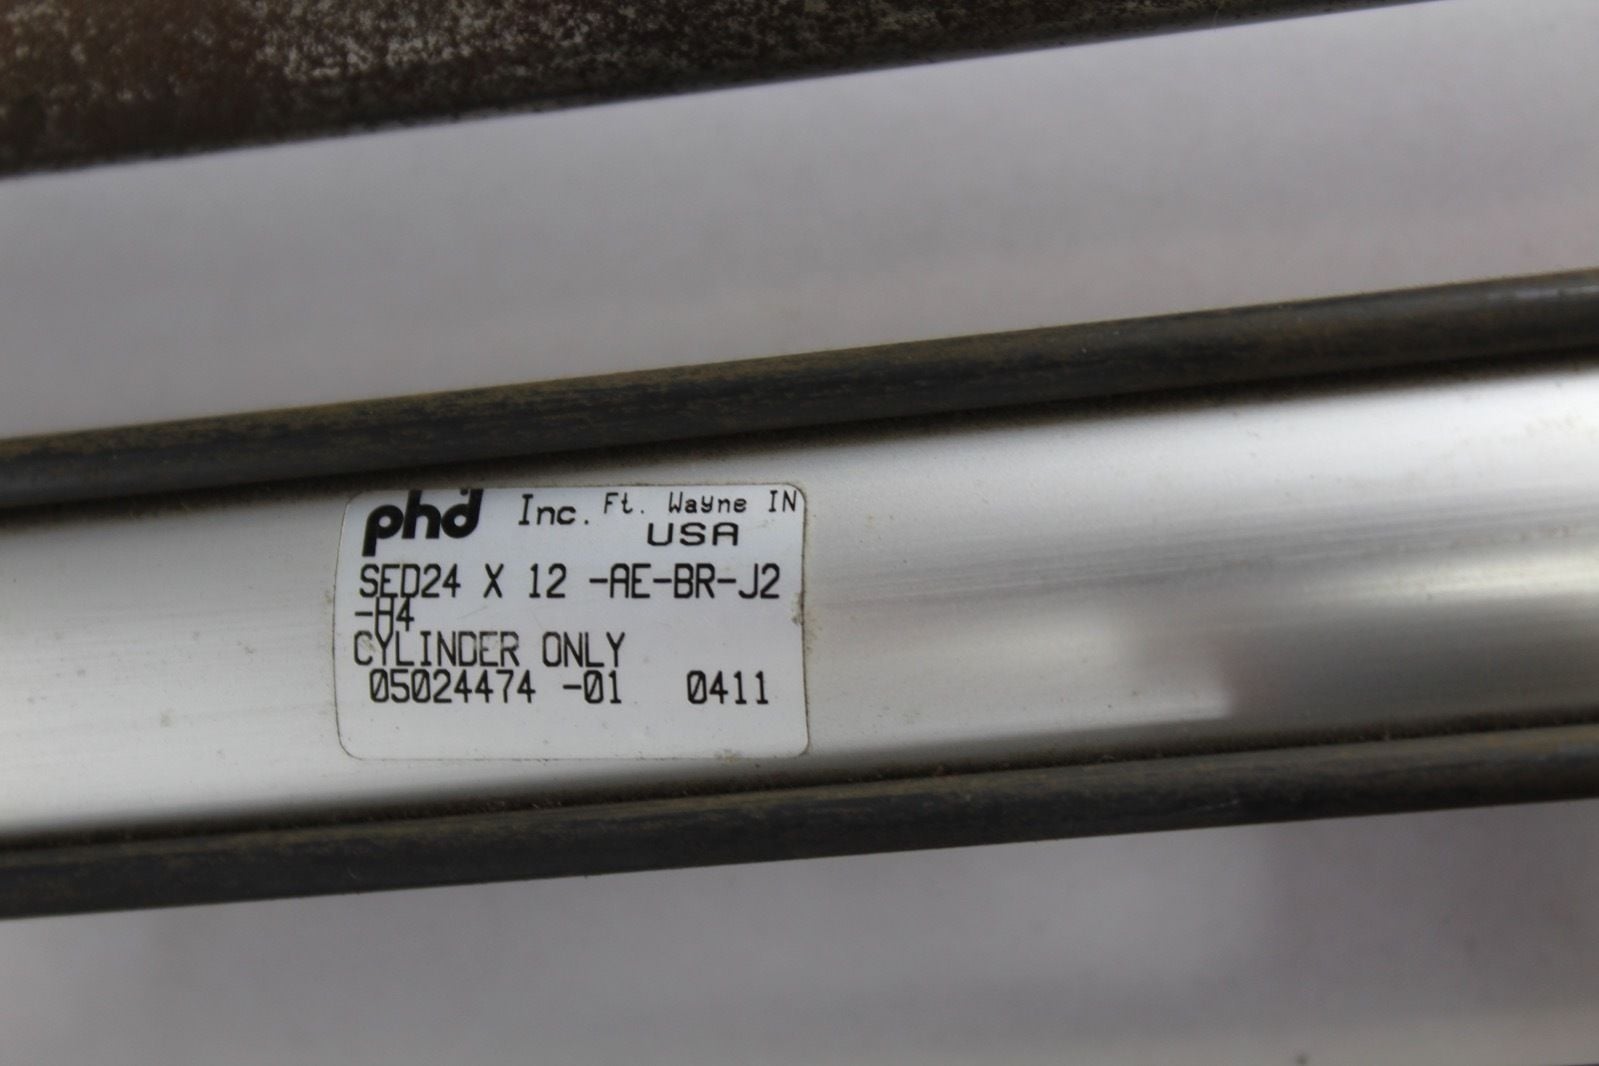 phd Inc. Ft. Wayne IN
USA
SED24 X 12 -AE-BR-J2
-H4
CYLINDER ONLY
05024474 -01 0411